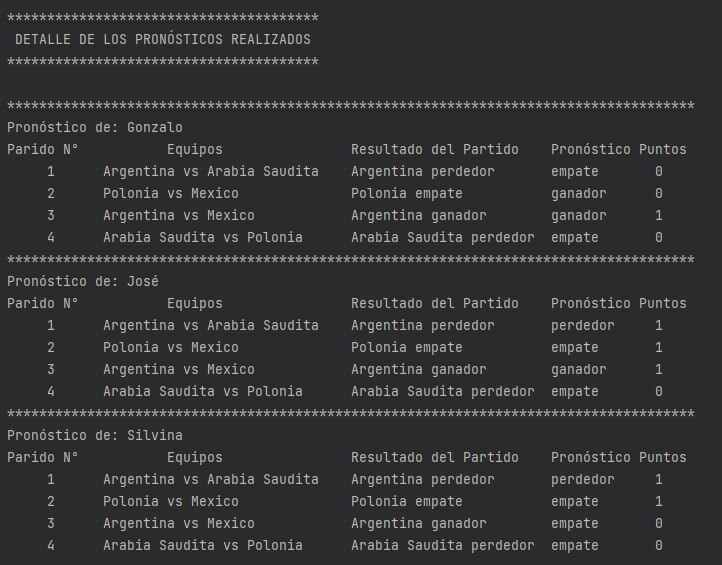 ***************************************
DETALLE DE LOS PRONÓSTICOS REALIZADOS
***************************************
**************************************************************************************
Pronóstico de: Gonzalo
Parido N° Equipos Resultado del Partido Pronóstico Puntos
1 Argentina vs Arabia Saudita Argentina perdedor empate 0
2 Polonia vs Mexico Polonia empate ganador 0
3 Argentina vs Mexico Argentina ganador ganador 1
4 Arabia Saudita vs Polonia Arabia Saudita perdedor empate 0
**************************************************************************************
Pronóstico de: José
Parido N° Equipos Resultado del Partido Pronóstico Puntos
1 Argentina vs Arabia Saudita Argentina perdedor perdedor 1
2 Polonia vs Mexico Polonia empate empate 1
3 Argentina vs Mexico Argentina ganador ganador 1
4 Arabia Saudita vs Polonia Arabia Saudita perdedor empate 0
**************************************************************************************
Pronóstico de: Silvina
Parido N° Equipos Resultado del Partido Pronóstico Puntos
1 Argentina vs Arabia Saudita Argentina perdedor perdedor 1
2 Polonia vs Mexico Polonia empate empate 1
3 Argentina vs Mexico Argentina ganador empate 0
4 Arabia Saudita vs Polonia Arabia Saudita perdedor empate 0